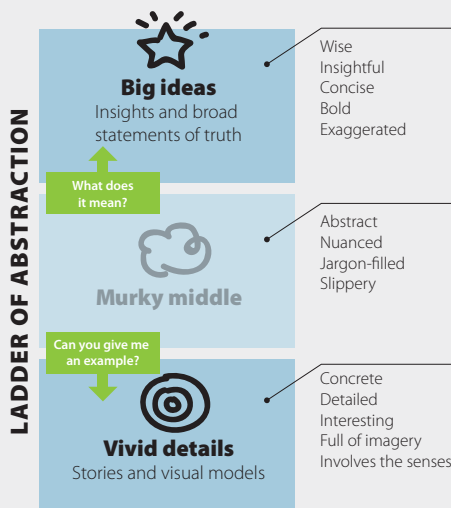 LADDER OF ABSTRACTION
Big ideas
Insights and broad
statements of truth
Wise
Insightful
Concise
Bold
Exaggerated
What does
it mean?
Murky middle
Abstract
Nuanced
Jargon-filled
Slippery
Can you give me
an example?
Vivid details
Stories and visual models
Concrete
Detailed
Interesting
Full of imagery
Involves the senses